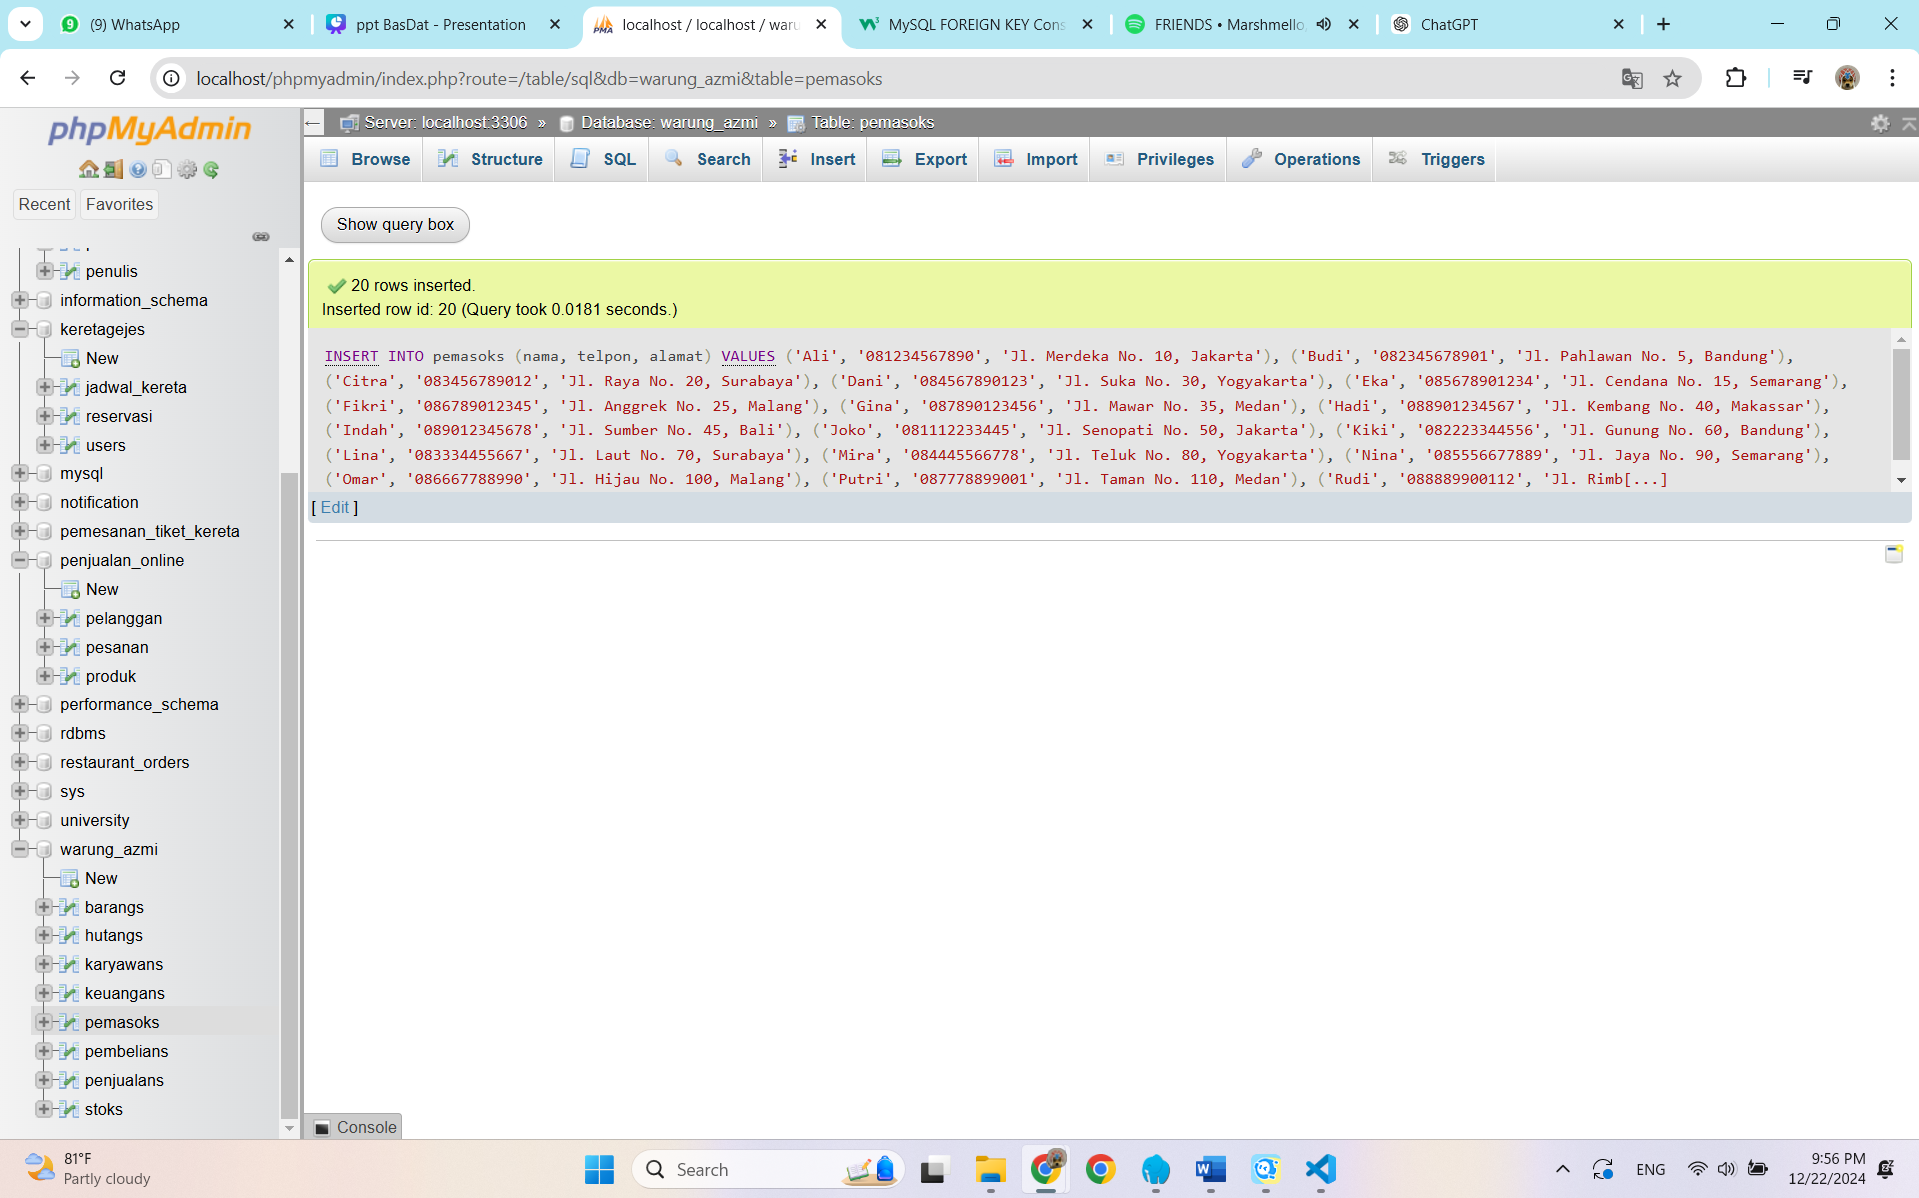 (9) WhatsApp
ppt BasDat - Presentation
localhost / localhost / waru
MySQL FOREIGN KEY Cons
FRIENDS • Marshmello,
ChatGPT
localhost/phpmyadmin/index.php?route=/table/sql&db=warung_azmi&table=pemasoks
phpMyAdmin
Recent
Favorites
penulis
information_schema
keretagejes
New
jadwal_kereta
reservasi
users
mysql
notification
pemesanan_tiket_kereta
penjualan_online
New
pelanggan
pesanan
produk
performance_schema
rdbms
restaurant_orders
sys
university
warung_azmi
New
barangs
hutangs
karyawans
keuangans
pemasoks
pembelians
penjualans
stoks
Server: localhost:3306 » Database: warung_azmi » Table: pemasoks
Browse Structure SQL Search Insert Export Import Privileges Operations Triggers
Show query box
20 rows inserted.
Inserted row id: 20 (Query took 0.0181 seconds.)
INSERT INTO pemasoks (nama, telpon, alamat) VALUES ('Ali', '081234567890', 'Jl. Merdeka No. 10, Jakarta'), ('Budi', '082345678901', 'Jl. Pahlawan No. 5, Bandung'),
('Citra', '083456789012', 'Jl. Raya No. 20, Surabaya'), ('Dani', '084567890123', 'Jl. Suka No. 30, Yogyakarta'), ('Eka', '085678901234', 'Jl. Cendana No. 15, Semarang'),
('Fikri', '086789012345', 'Jl. Anggrek No. 25, Malang'), ('Gina', '087890123456', 'Jl. Mawar No. 35, Medan'), ('Hadi', '088901234567', 'Jl. Kembang No. 40, Makassar'),
('Indah', '089012345678', 'Jl. Sumber No. 45, Bali'), ('Joko', '081112233445', 'Jl. Senopati No. 50, Jakarta'), ('Kiki', '082223344556', 'Jl. Gunung No. 60, Bandung'),
('Lina', '083334455667', 'Jl. Laut No. 70, Surabaya'), ('Mira', '084445566778', 'Jl. Teluk No. 80, Yogyakarta'), ('Nina', '085556677889', 'Jl. Jaya No. 90, Semarang'),
('Omar', '086667788990', 'Jl. Hijau No. 100, Malang'), ('Putri', '087778899001', 'Jl. Taman No. 110, Medan'), ('Rudi', '088889900112', 'Jl. Rimb[...]
[ Edit ]
Console
81°F
Partly cloudy
Search
ENG
9:56 PM
12/22/2024